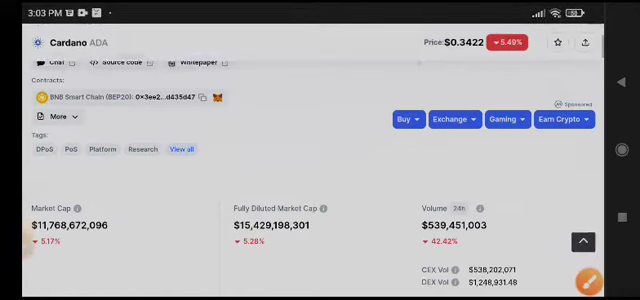 3:03 PM
Cardano ADA
Price: $0.3422 5.49%
Chat Source code Whitepaper
Contracts:
BNB Smart Chain (BEP20): 0x3ee2...d435d47
Sponsored
More
Buy Exchange Gaming Earn Crypto
Tags:
DPoS PoS Platform Research View all
Market Cap Fully Diluted Market Cap Volume 24h
$11,768,672,096 $15,429,198,301 $539,451,003
5.17% 5.28% 42.42%
CEX Vol $538,202,071
DEX Vol $1,248,931.48